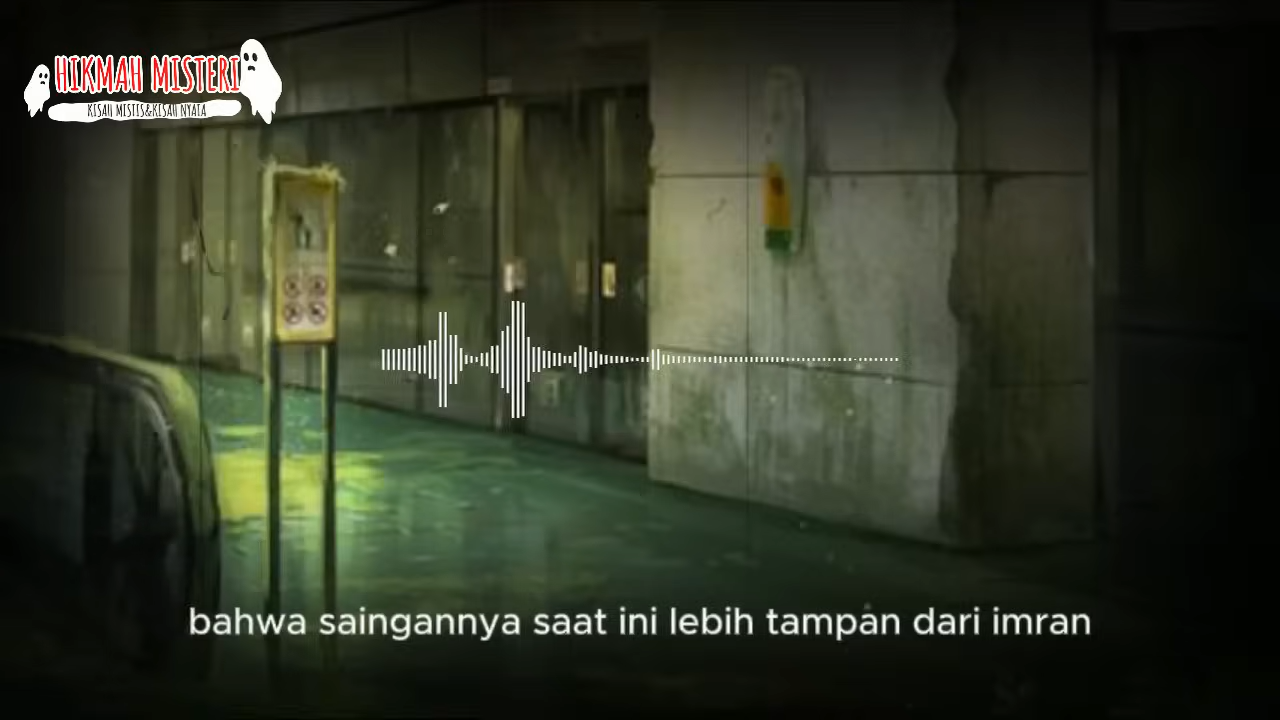 HIKMAH MISTERI
KISAH MISTIS&KISAH NYATA
bahwa saingannya saat ini lebih tampan dari imran